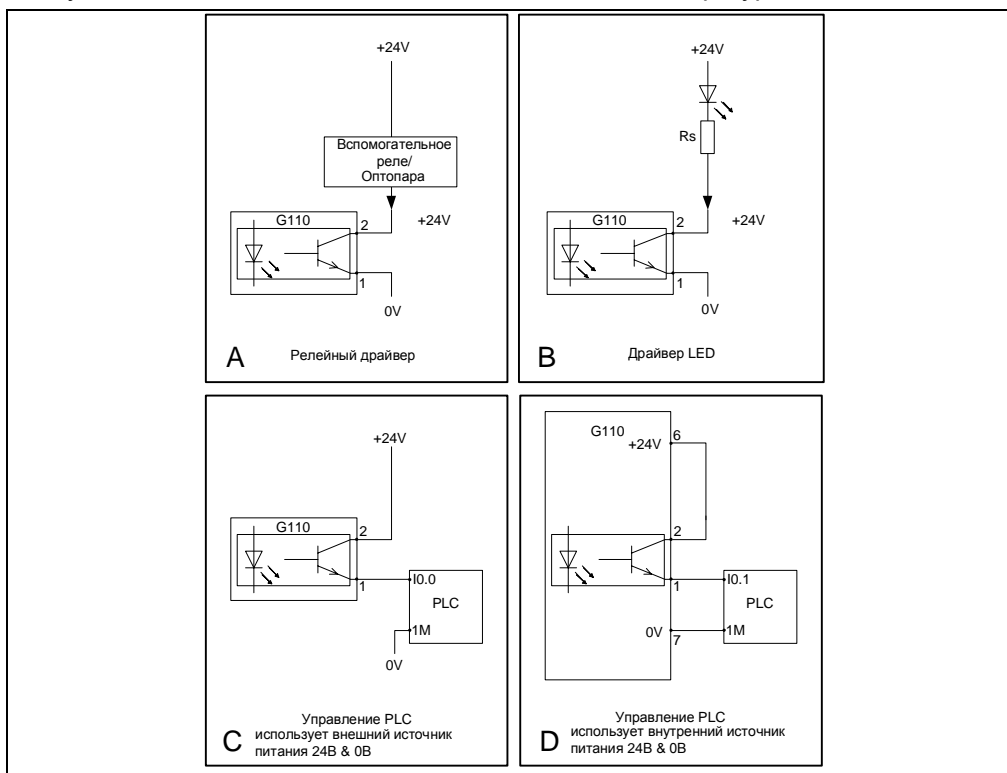 +24V
Вспомогательное
реле/
Оптопара
G110
2
+24V
1
0V
A
Релейный драйвер
+24V
Rs
G110
2
+24V
1
0V
B
Драйвер LED
+24V
G110
2
1
I0.0
PLC
1M
0V
C
Управление PLC
использует внешний источник
питания 24В & 0В
G110
+24V
6
2
1
I0.1
PLC
0V
7
1M
D
Управление PLC
использует внутренний источник
питания 24В & 0В